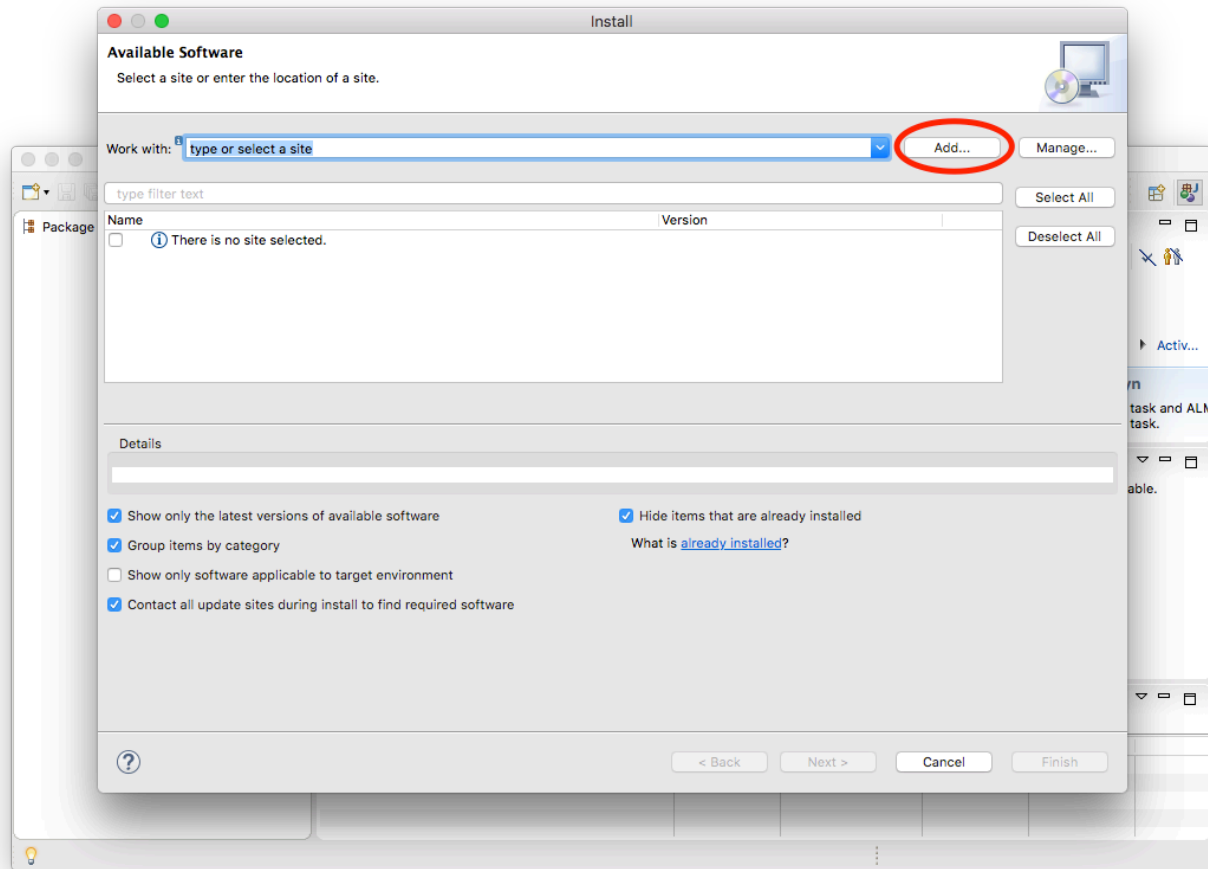 Install
Available Software
Select a site or enter the location of a site.
Work with: type or select a site
Add...
Manage...
type filter text
Select All
Name Version
There is no site selected.
Deselect All
Package
Activ...
task and ALM
task.
Details
able.
Show only the latest versions of available software
Hide items that are already installed
Group items by category
What is already installed?
Show only software applicable to target environment
Contact all update sites during install to find required software
?
< Back
Next >
Cancel
Finish